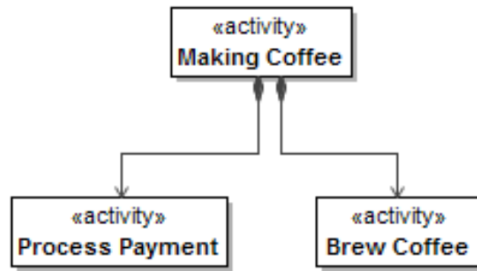 «activity»
Making Coffee
«activity»
Process Payment
«activity»
Brew Coffee